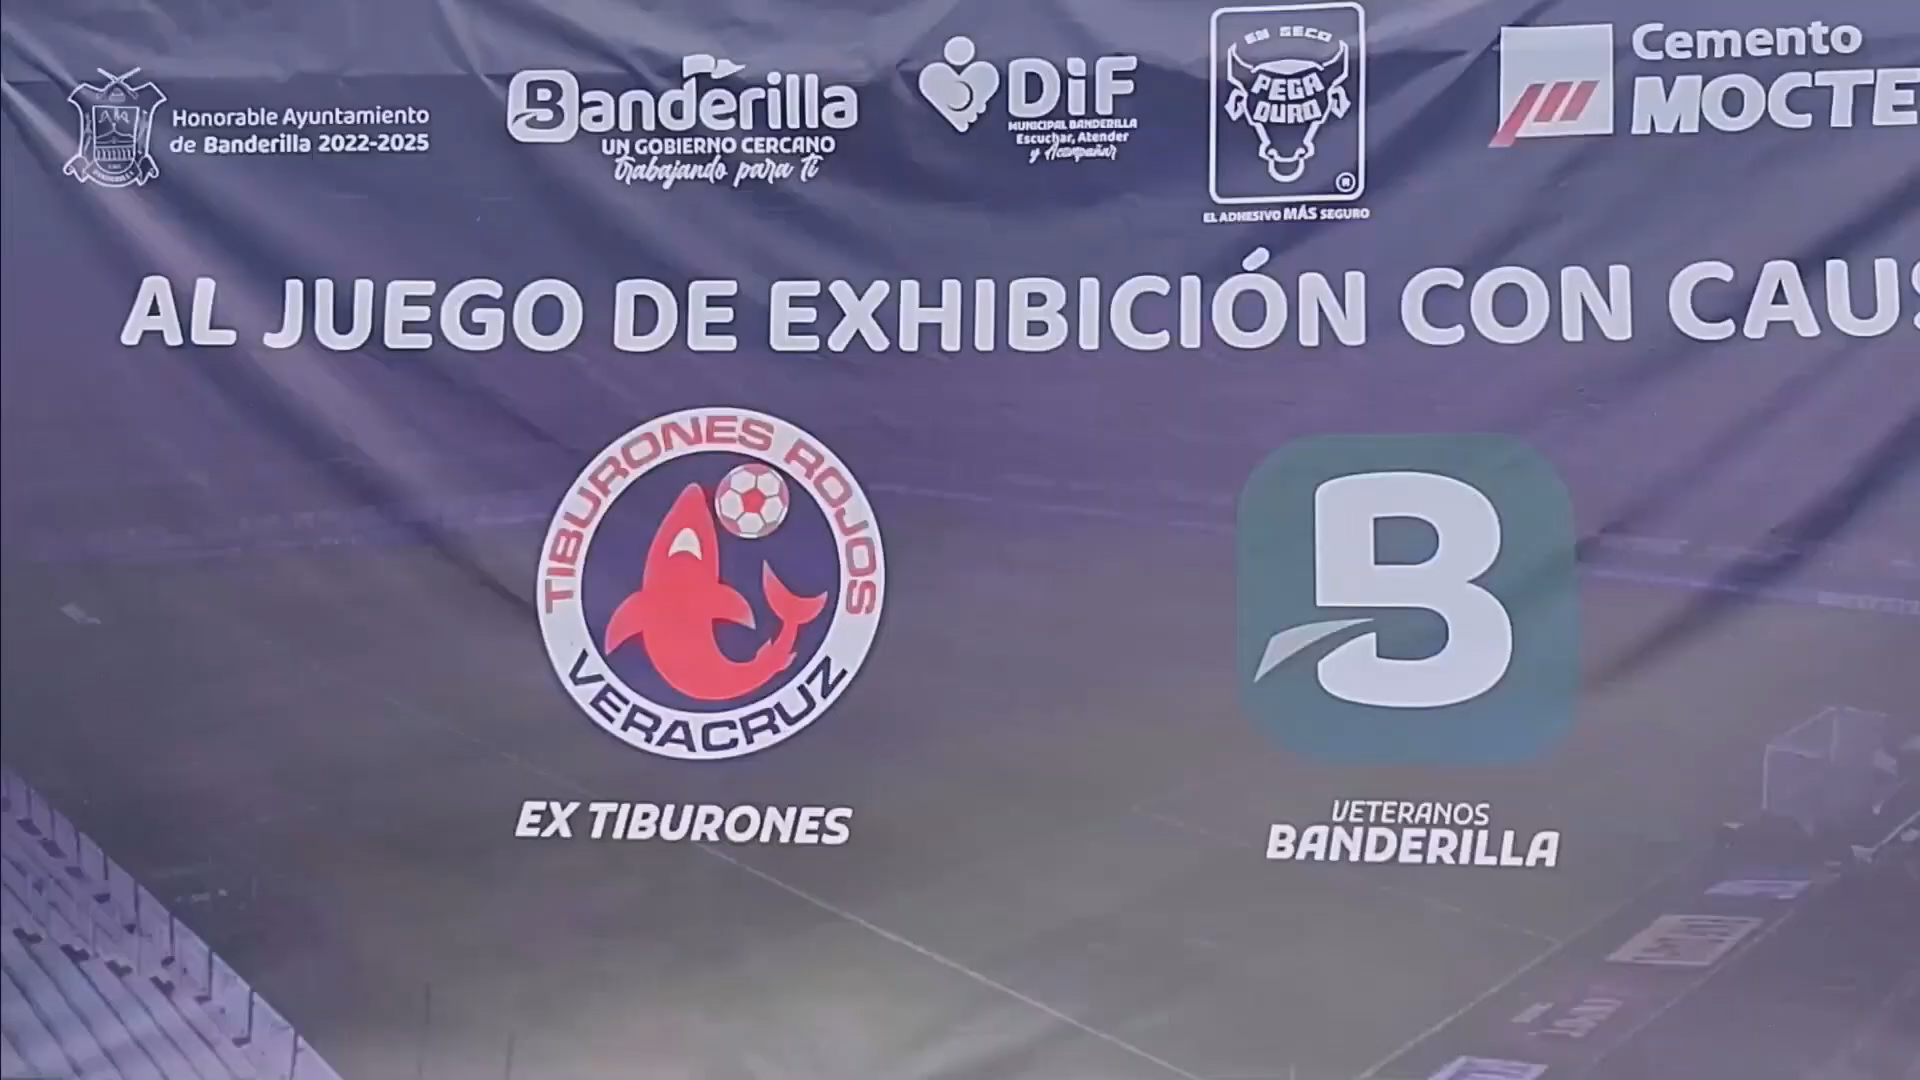 Honorable Ayuntamiento
de Banderilla 2022-2025
BANDERILLA
Banderilla
UN GOBIERNO CERCANO
trabajando para ti
DiF
MUNICIPAL BANDERILLA
Escuchar, Atender
y Acompañar
EN SECO
PEGA
DURO
®
EL ADHESIVO MÁS SEGURO
Cemento
MOCTE
AL JUEGO DE EXHIBICIÓN CON CAUS
TIBURONES ROJOS
VERACRUZ
EX TIBURONES
B
VETERANOS
BANDERILLA